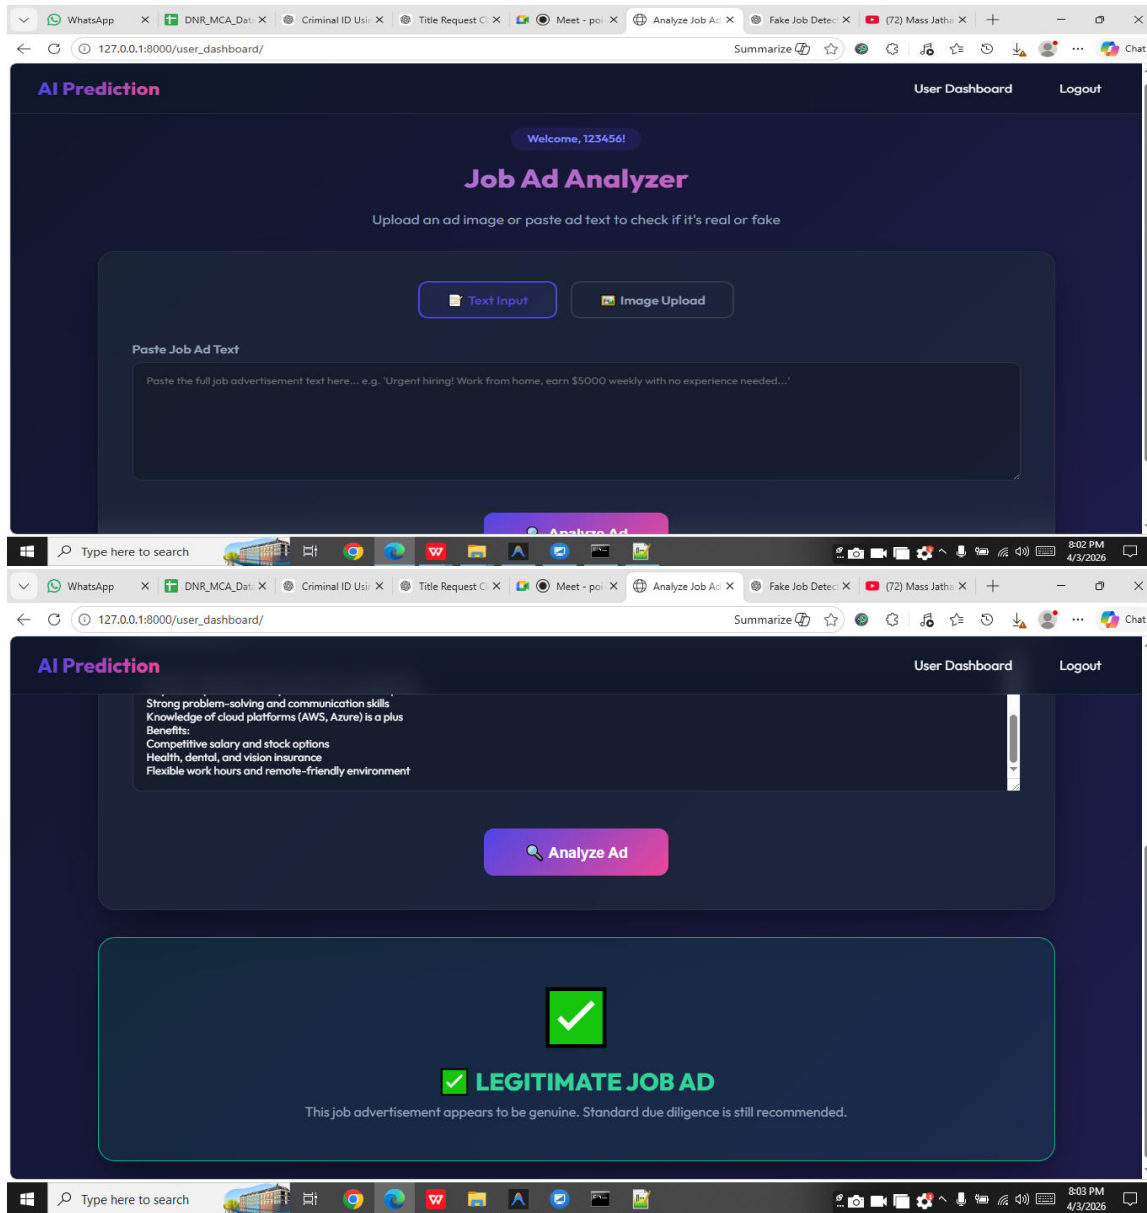 WhatsApp DNR_MCA_Dat Criminal ID Usin Title Request C Meet - poi Analyze Job Ad Fake Job Detec (72) Mass Jatha
127.0.0.1:8000/user_dashboard/ Summarize Chat
AI Prediction User Dashboard Logout
Welcome, 123456!
Job Ad Analyzer
Upload an ad image or paste ad text to check if it's real or fake
Text Input Image Upload
Paste Job Ad Text
Paste the full job advertisement text here... e.g. 'Urgent hiring! Work from home, earn $5000 weekly with no experience needed...'
Analyze Ad
Type here to search 8:02 PM
4/3/2026
WhatsApp DNR_MCA_Dat Criminal ID Usin Title Request C Meet - poi Analyze Job Ad Fake Job Detec (72) Mass Jatha
127.0.0.1:8000/user_dashboard/ Summarize Chat
AI Prediction User Dashboard Logout
Strong problem-solving and communication skills
Knowledge of cloud platforms (AWS, Azure) is a plus
Benefits:
Competitive salary and stock options
Health, dental, and vision insurance
Flexible work hours and remote-friendly environment
Analyze Ad
LEGITIMATE JOB AD
This job advertisement appears to be genuine. Standard due diligence is still recommended.
Type here to search 8:03 PM
4/3/2026